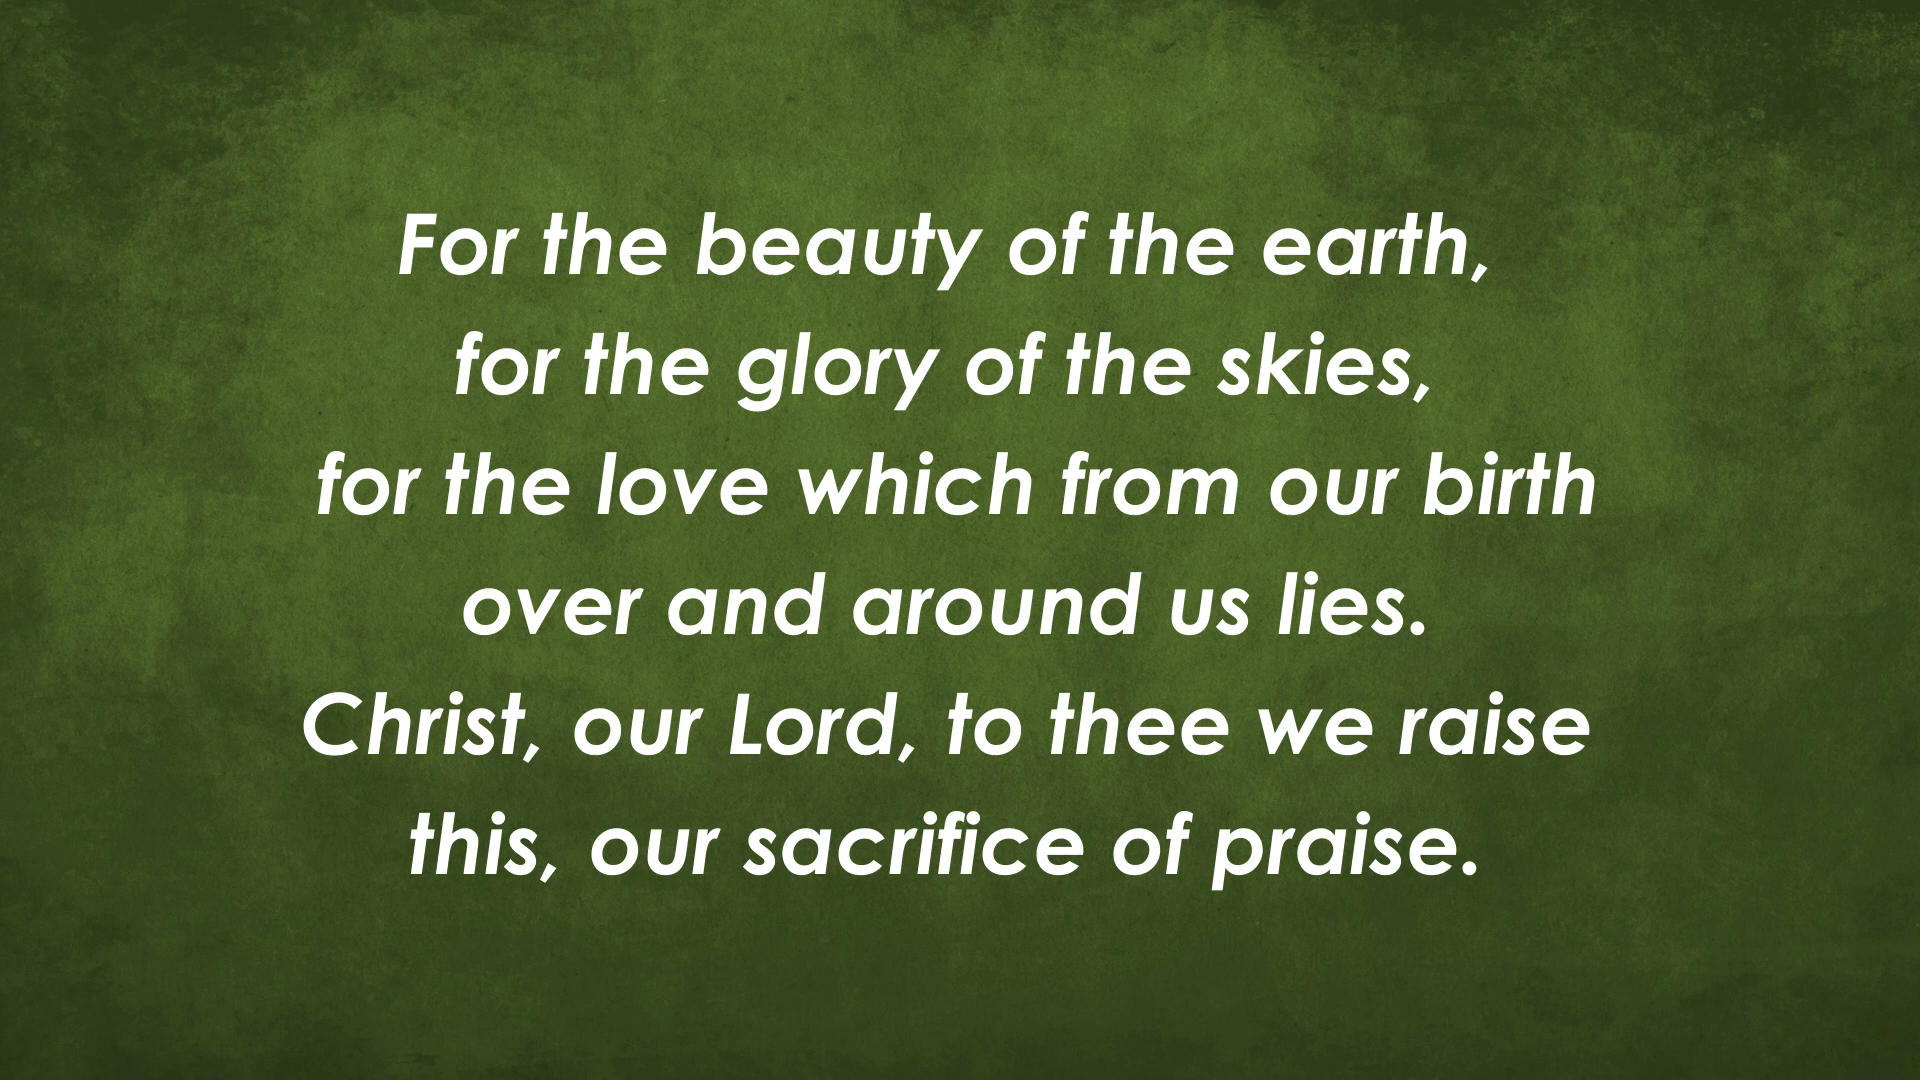 For the beauty of the earth,
for the glory of the skies,
for the love which from our birth
over and around us lies.
Christ, our Lord, to thee we raise
this, our sacrifice of praise.